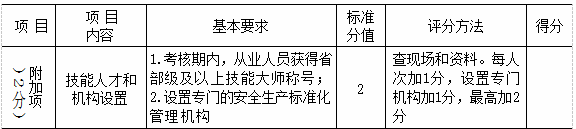 项 目
项 目
内容
基本要求
标准
分值
评分方法
得分
附加项
)2分)
技能人才和
机构设置
1.考核期内，从业人员获得省
部级及以上技能大师称号；
2.设置专门的安全生产标准化
管理机构
2
查现场和资料。每人
次加1分，设置专门
机构加1分，最高加2
分